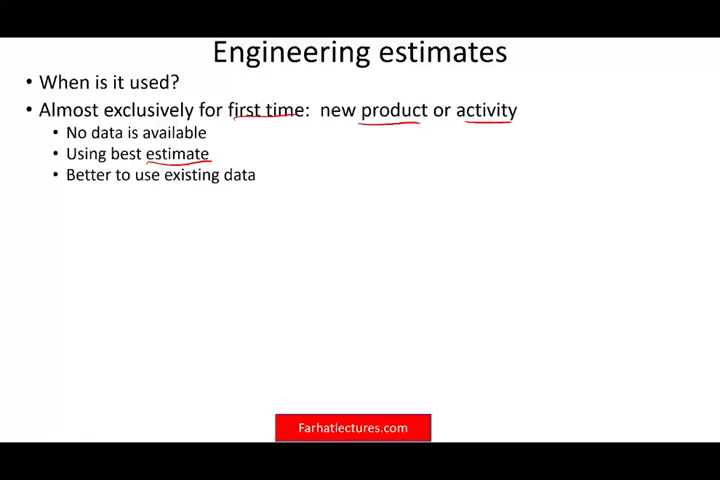 Engineering estimates
• When is it used?
• Almost exclusively for first time: new product or activity
• No data is available
• Using best estimate
• Better to use existing data
Farhatlectures.com